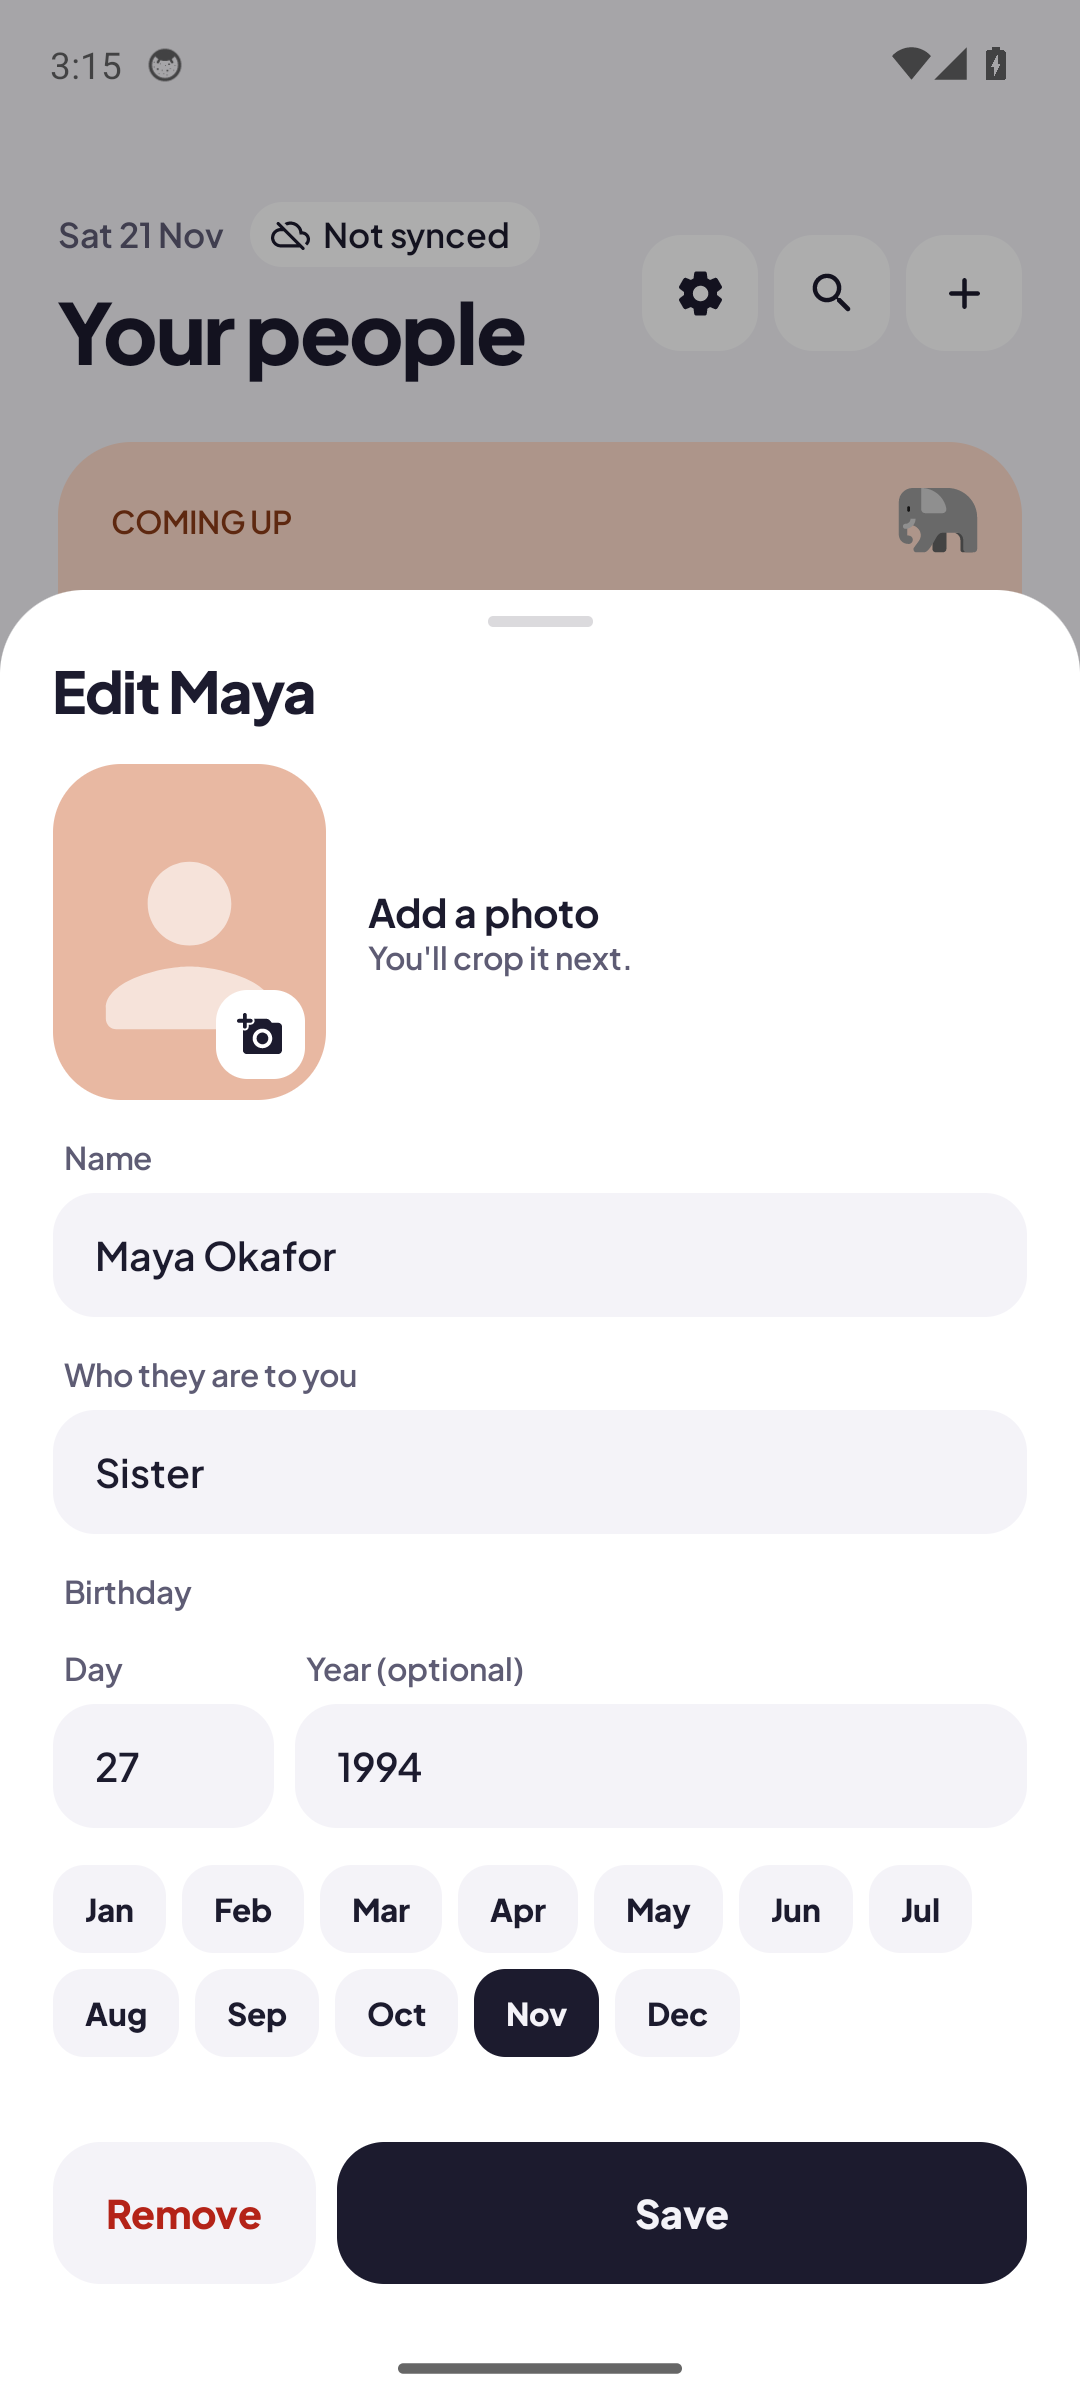 3:15
Sat 21 Nov
Not synced
Your people
COMING UP
Edit Maya
Add a photo
You'll crop it next.
Name
Maya Okafor
Who they are to you
Sister
Birthday
Day Year (optional)
27 1994
Jan Feb Mar Apr May Jun Jul
Aug Sep Oct Nov Dec
Remove Save